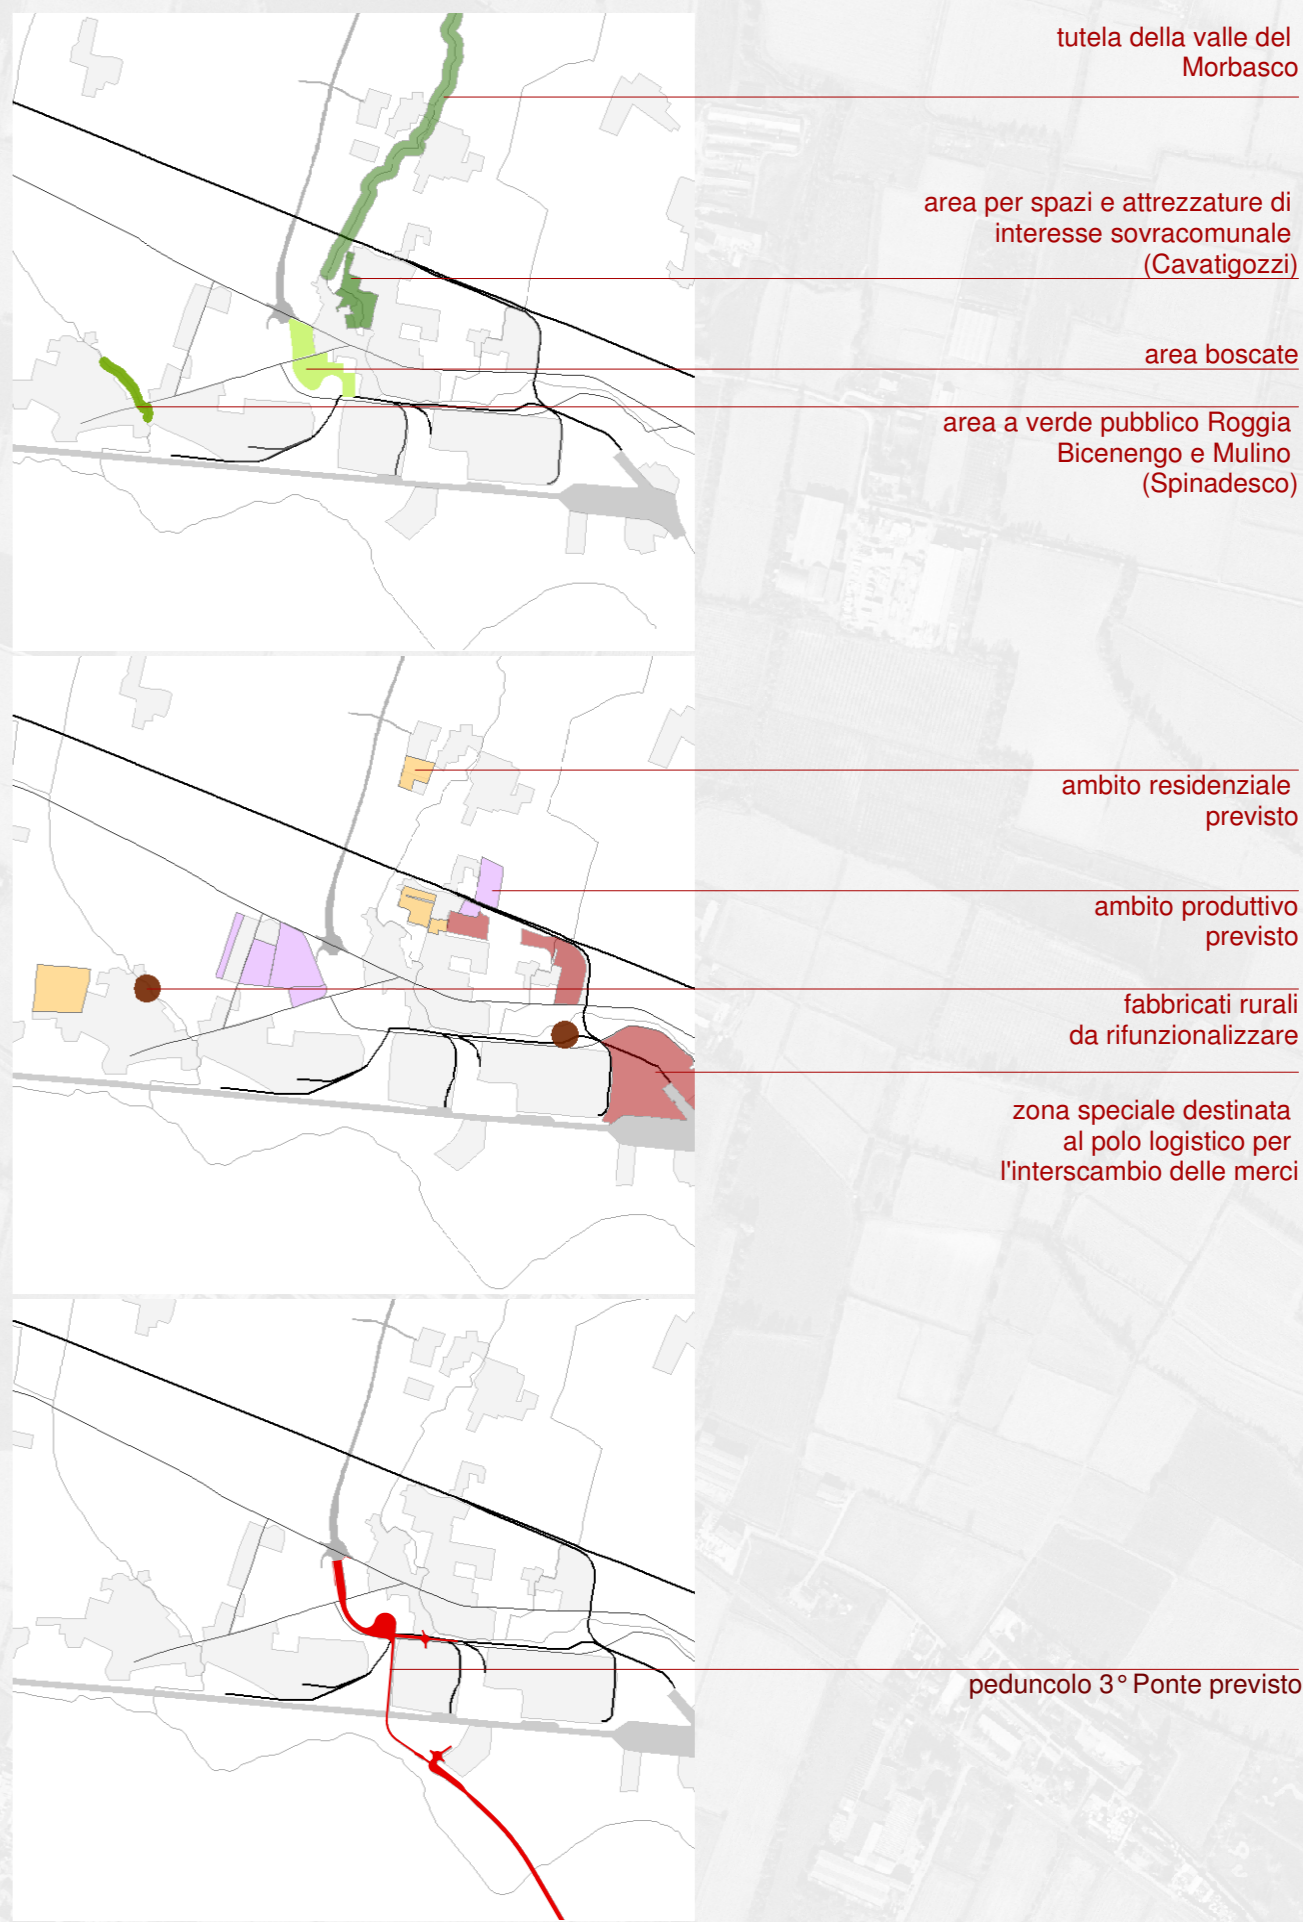 tutela della valle del
Morbasco
area per spazi e attrezzature di
interesse sovracomunale
(Cavatigozzi)
area boscate
area a verde pubblico Roggia
Bicenengo e Mulino
(Spinadesco)
ambito residenziale
previsto
ambito produttivo
previsto
fabbricati rurali
da rifunzionalizzare
zona speciale destinata
al polo logistico per
l'interscambio delle merci
peduncolo 3° Ponte previsto